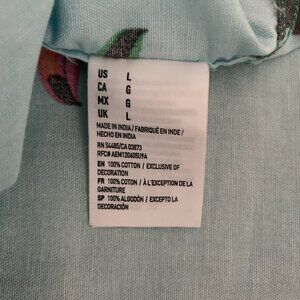 US L
CA G
MX G
UK L
MADE IN INDIA / FABRIQUÉ EN INDE /
HECHO EN INDIA
RN 54485/CA 03873
RFC# AEM120605U9A
EN 100% COTTON / EXCLUSIVE OF
DECORATION
FR 100% COTON / À L'EXCEPTION DE LA
GARNITURE
SP 100% ALGODÓN / EXCEPTO LA
DECORACIÓN